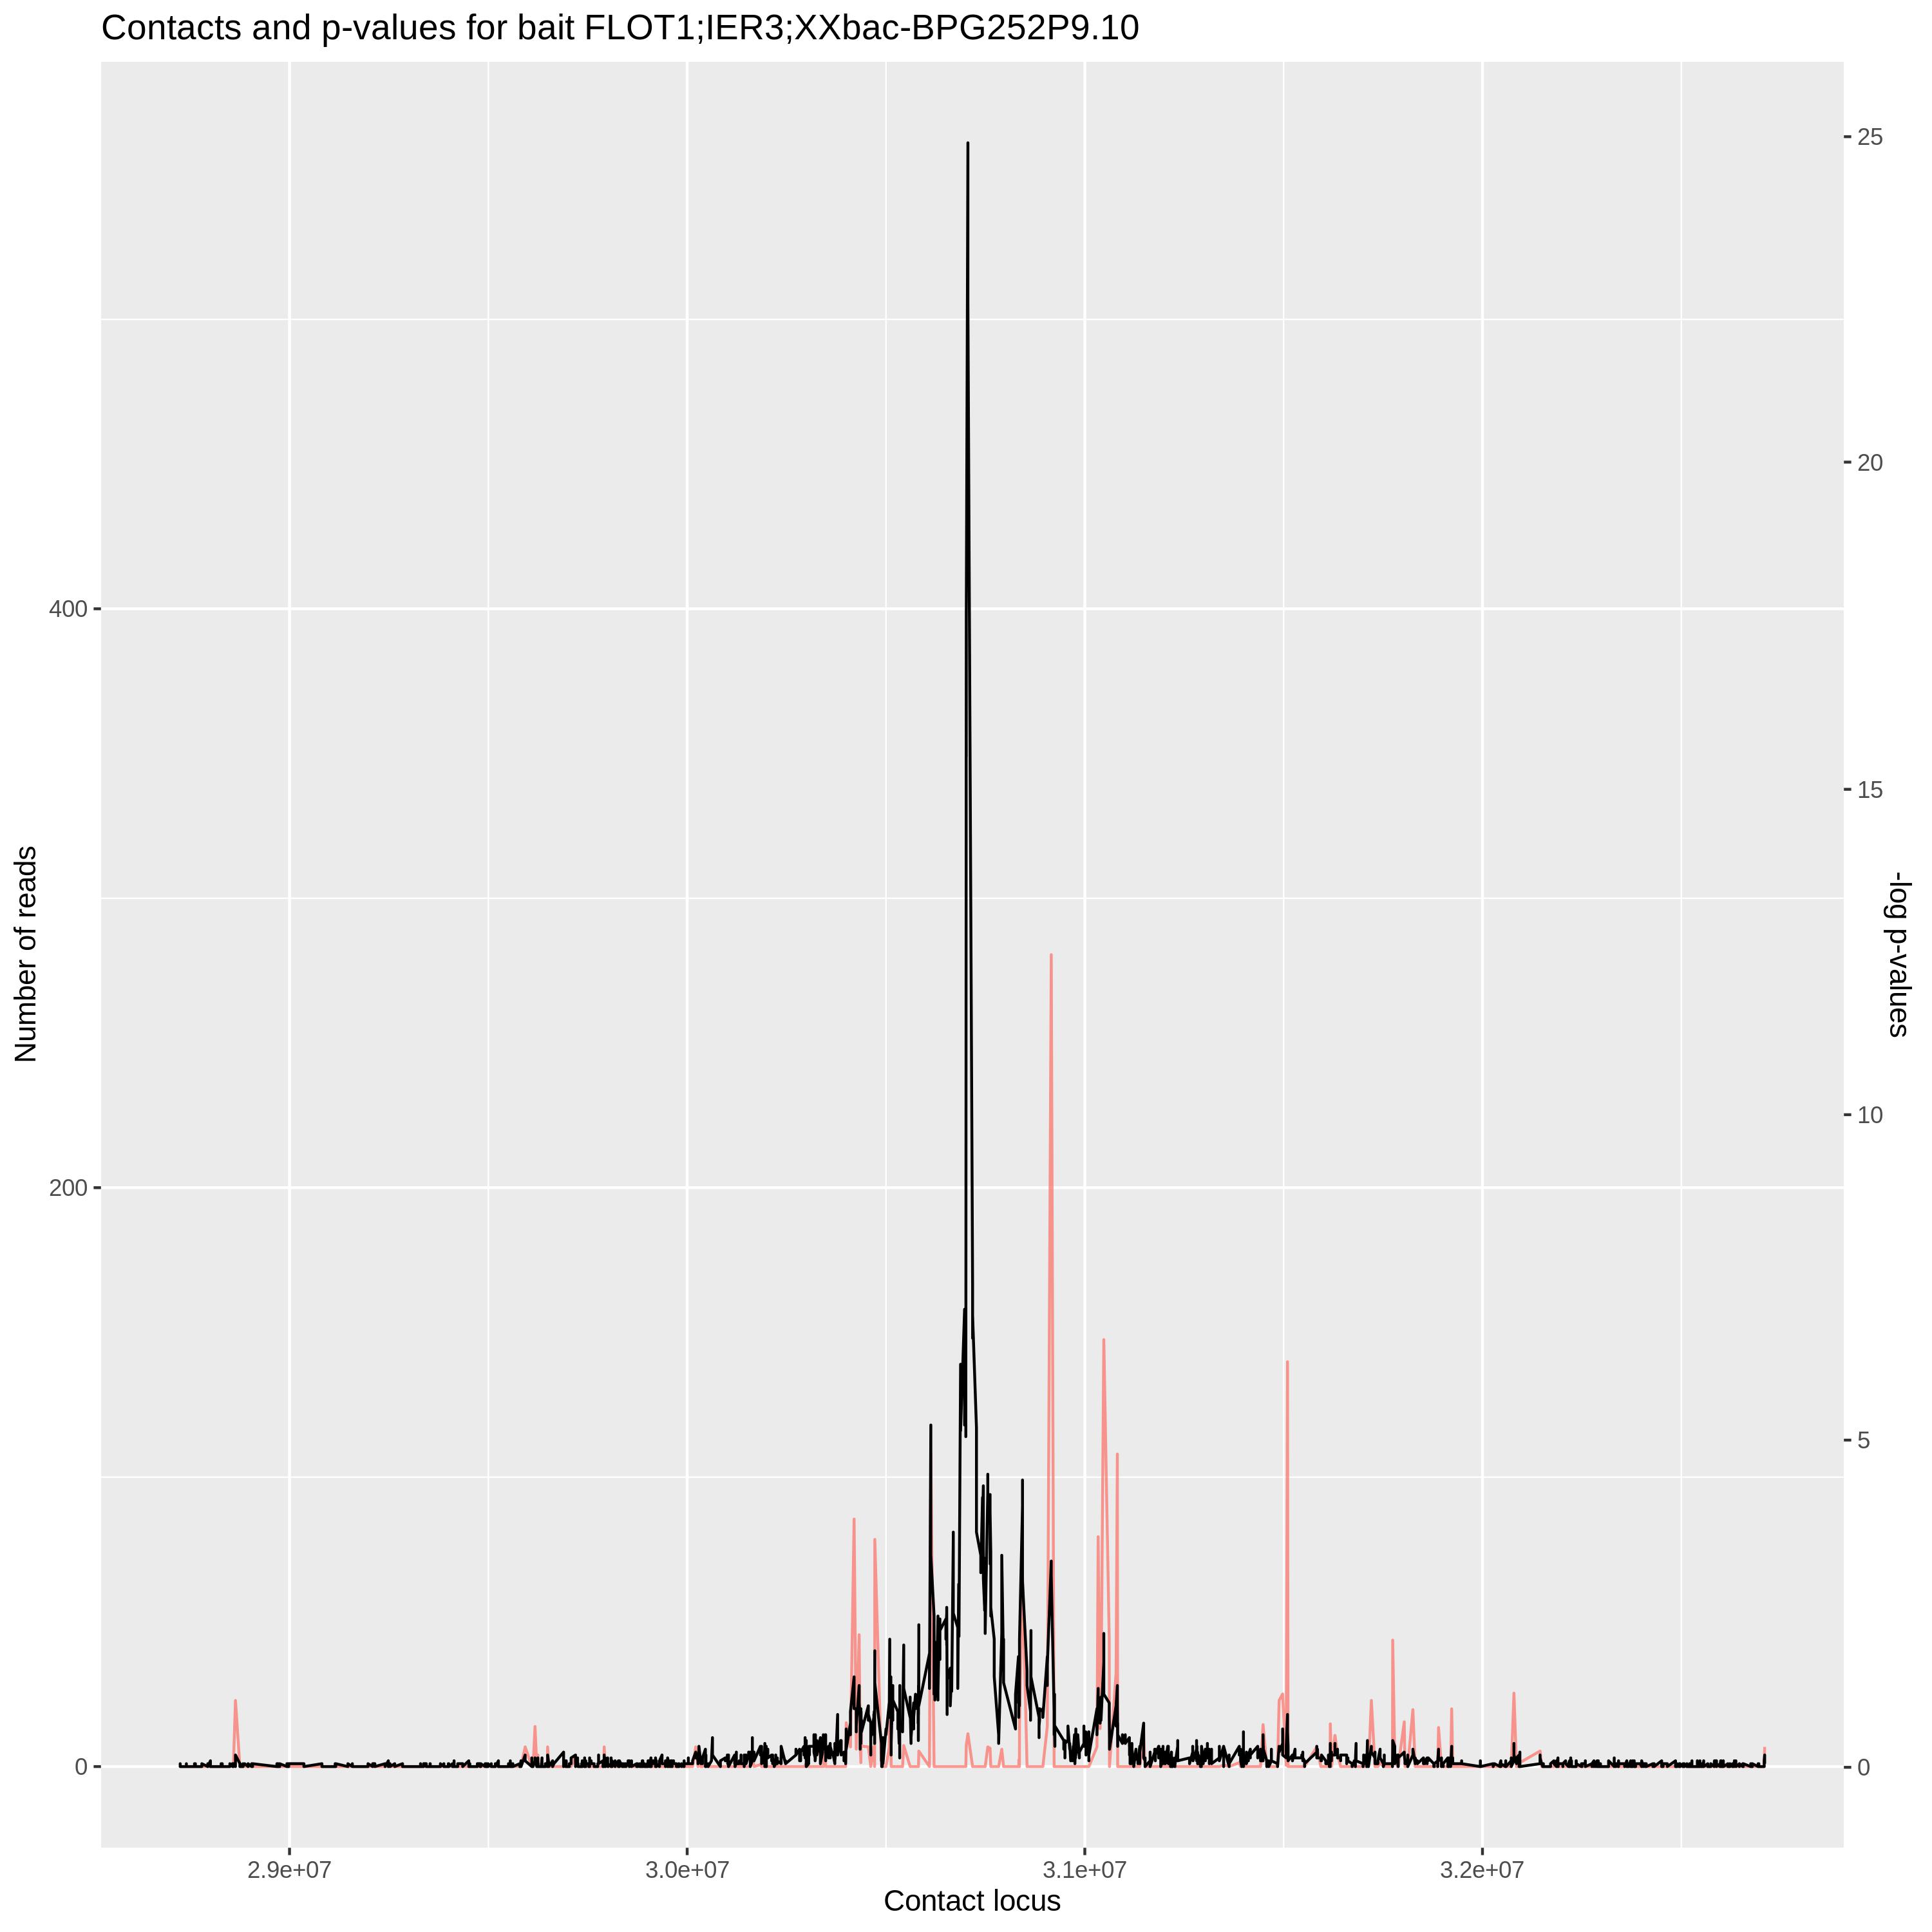 Contacts and p-values for bait FLOT1;IER3;XXbac-BPG252P9.10
Number of reads
400
200
0
25
20
15
10
5
0
-log p-values
2.9e+07 3.0e+07 3.1e+07 3.2e+07
Contact locus